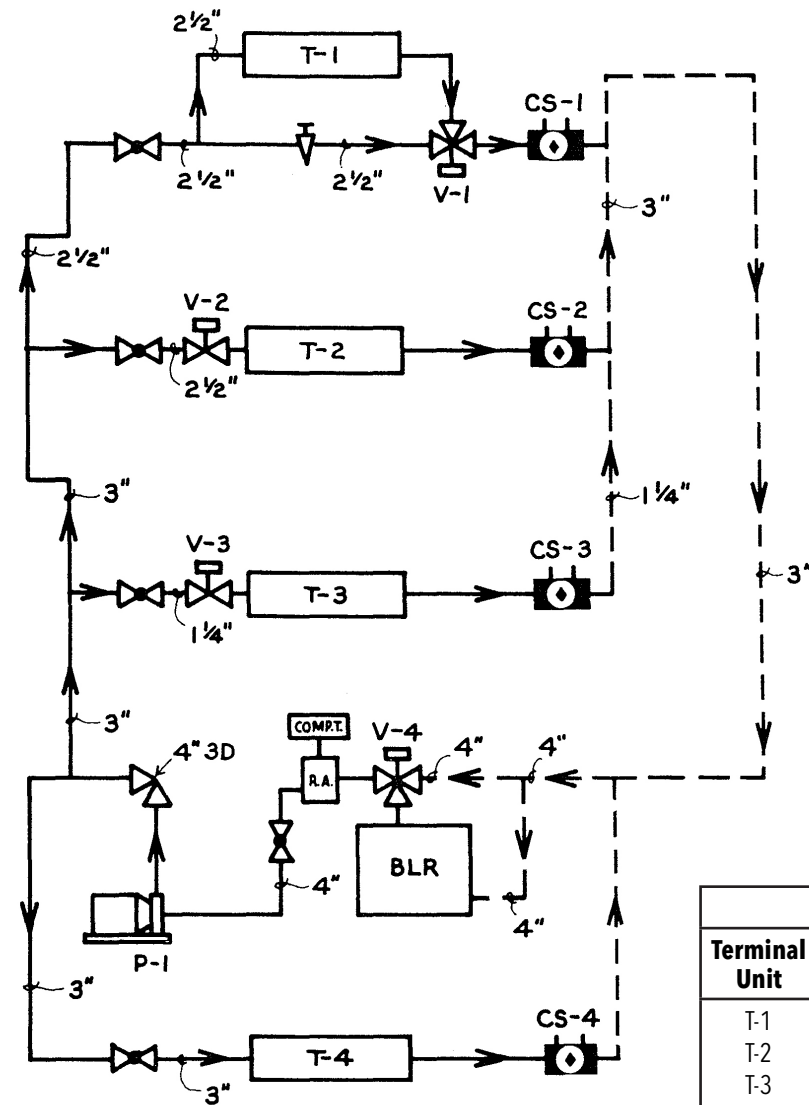 2½"
T-1
CS-1
2½"
2½"
V-1
3"
2½"
V-2
CS-2
T-2
2½"
3"
1¼"
V-3
CS-3
T-3
3"
1¼"
3"
COMP.T.
V-4
4" 3D
R.A.
4"
4"
BLR
4"
4"
P-1
3"
CS-4
T-4
3"
Terminal
Unit
T-1
T-2
T-3